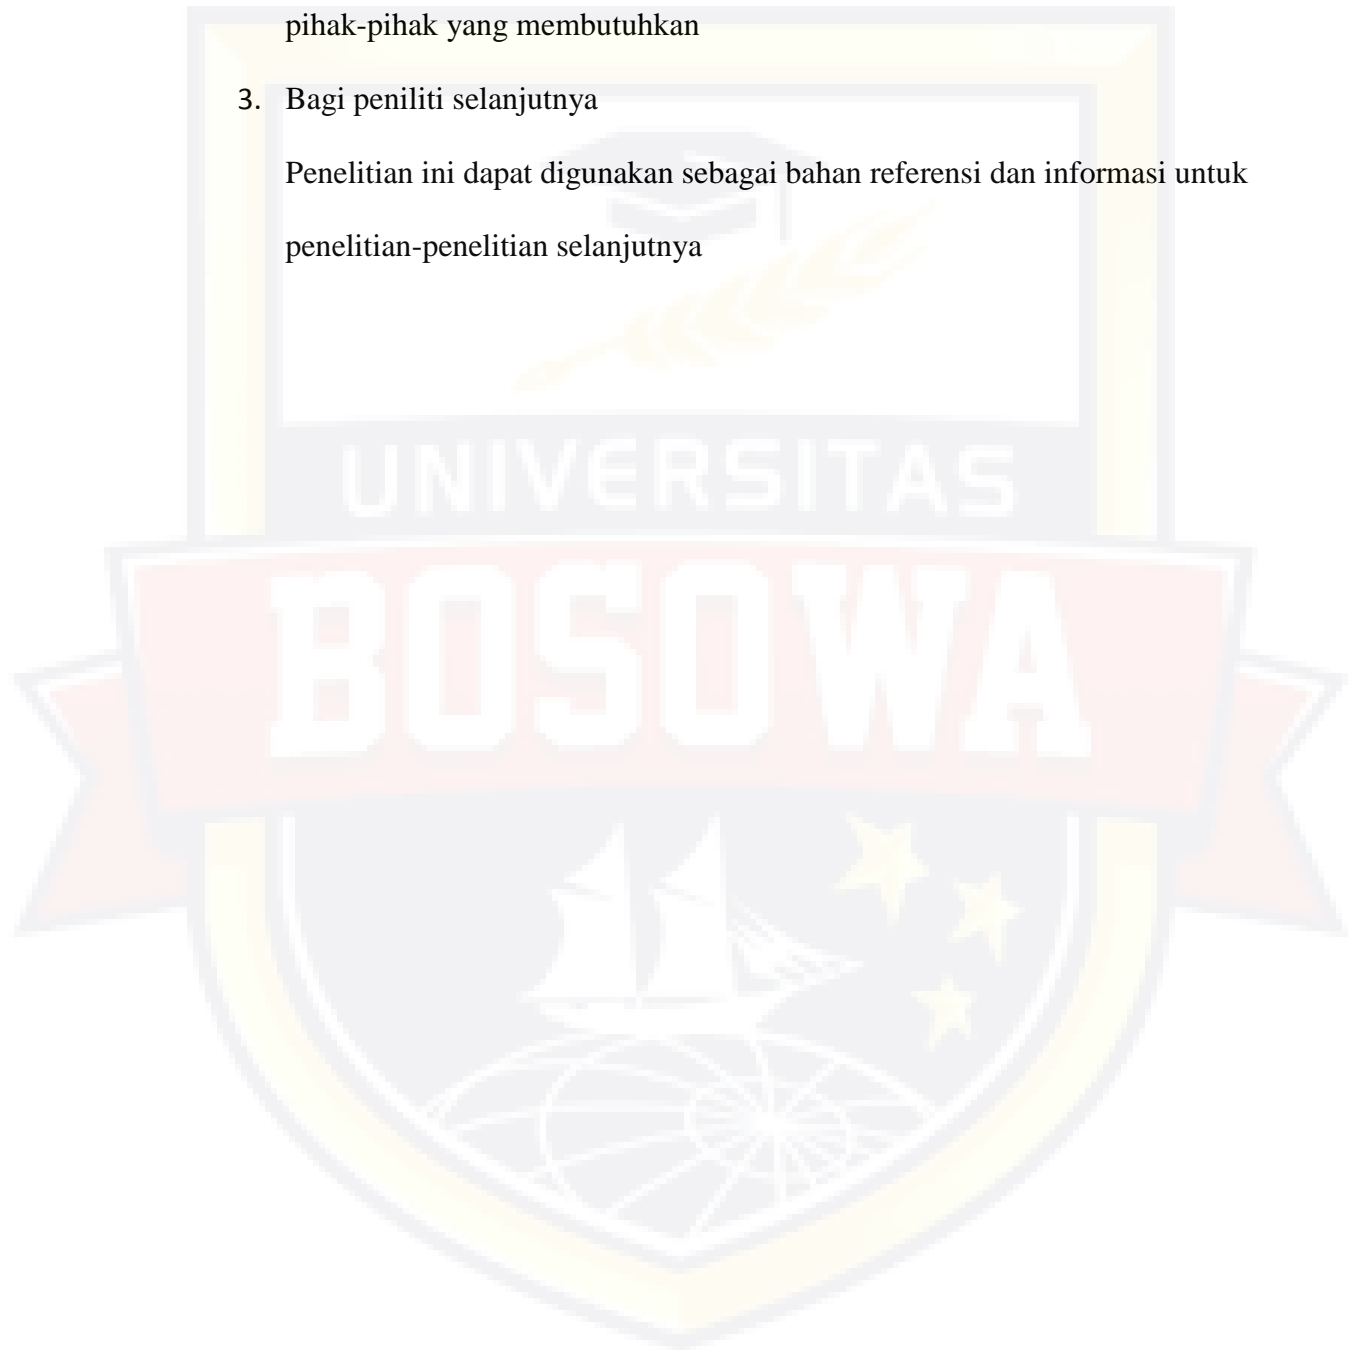 pihak-pihak yang membutuhkan
3. Bagi peniliti selanjutnya
Penelitian ini dapat digunakan sebagai bahan referensi dan informasi untuk
penelitian-penelitian selanjutnya
UNIVERSITAS
BOSOWA